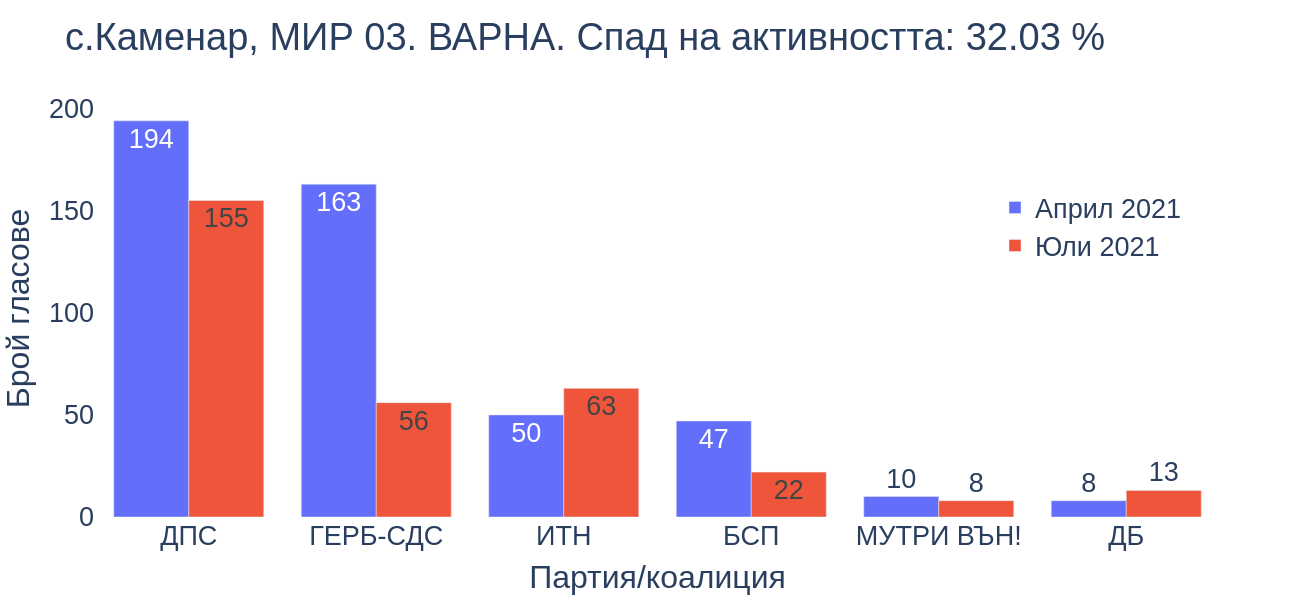 с.Каменар, МИР 03. ВАРНА. Спад на активността: 32.03 %
Брой гласове
200
150
100
50
0
194
155
163
56
50
63
47
22
10
8
8
13
Април 2021
Юли 2021
ДПС
ГЕРБ-СДС
ИТН
БСП
МУТРИ ВЪН!
ДБ
Партия/коалиция